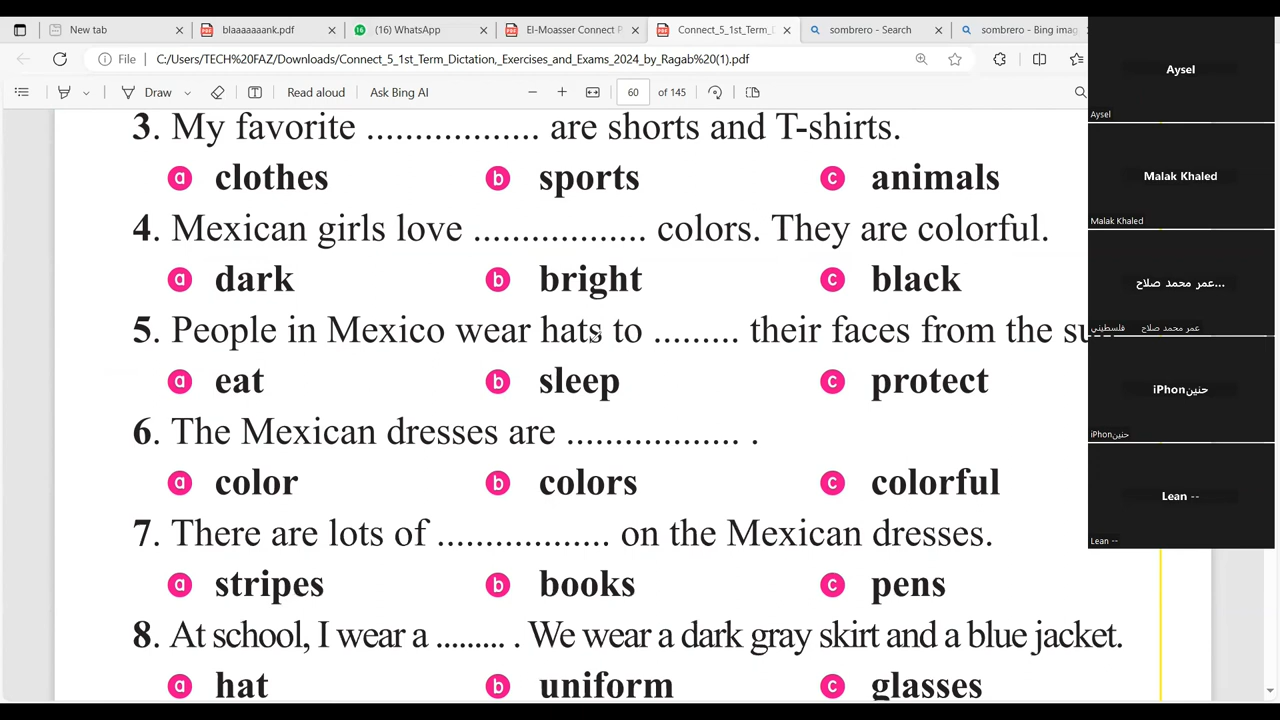 New tab
blaaaaaaank.pdf
(16) WhatsApp
El-Moasser Connect P
Connect_5_1st_Term_D
sombrero - Search
sombrero - Bing imag
File
C:/Users/TECH%20FAZ/Downloads/Connect_5_1st_Term_Dictation,_Exercises_and_Exams_2024_by_Ragab%20(1).pdf
Draw
Read aloud
Ask Bing AI
60 of 145
3. My favorite .................. are shorts and T-shirts.
a clothes b sports c animals
4. Mexican girls love .................. colors. They are colorful.
a dark b bright c black
5. People in Mexico wear hats to ......... their faces from the
a eat b sleep c protect
6. The Mexican dresses are .................. .
a color b colors c colorful
7. There are lots of .................. on the Mexican dresses.
a stripes b books c pens
8. At school, I wear a ......... . We wear a dark gray skirt and a blue jacket.
a hat b uniform c glasses
Aysel
Aysel
Malak Khaled
Malak Khaled
عمر محمد صلاح...
عمر محمد صلاح فلسطيني
iPhonحنين
iPhonحنين
Lean --
Lean --